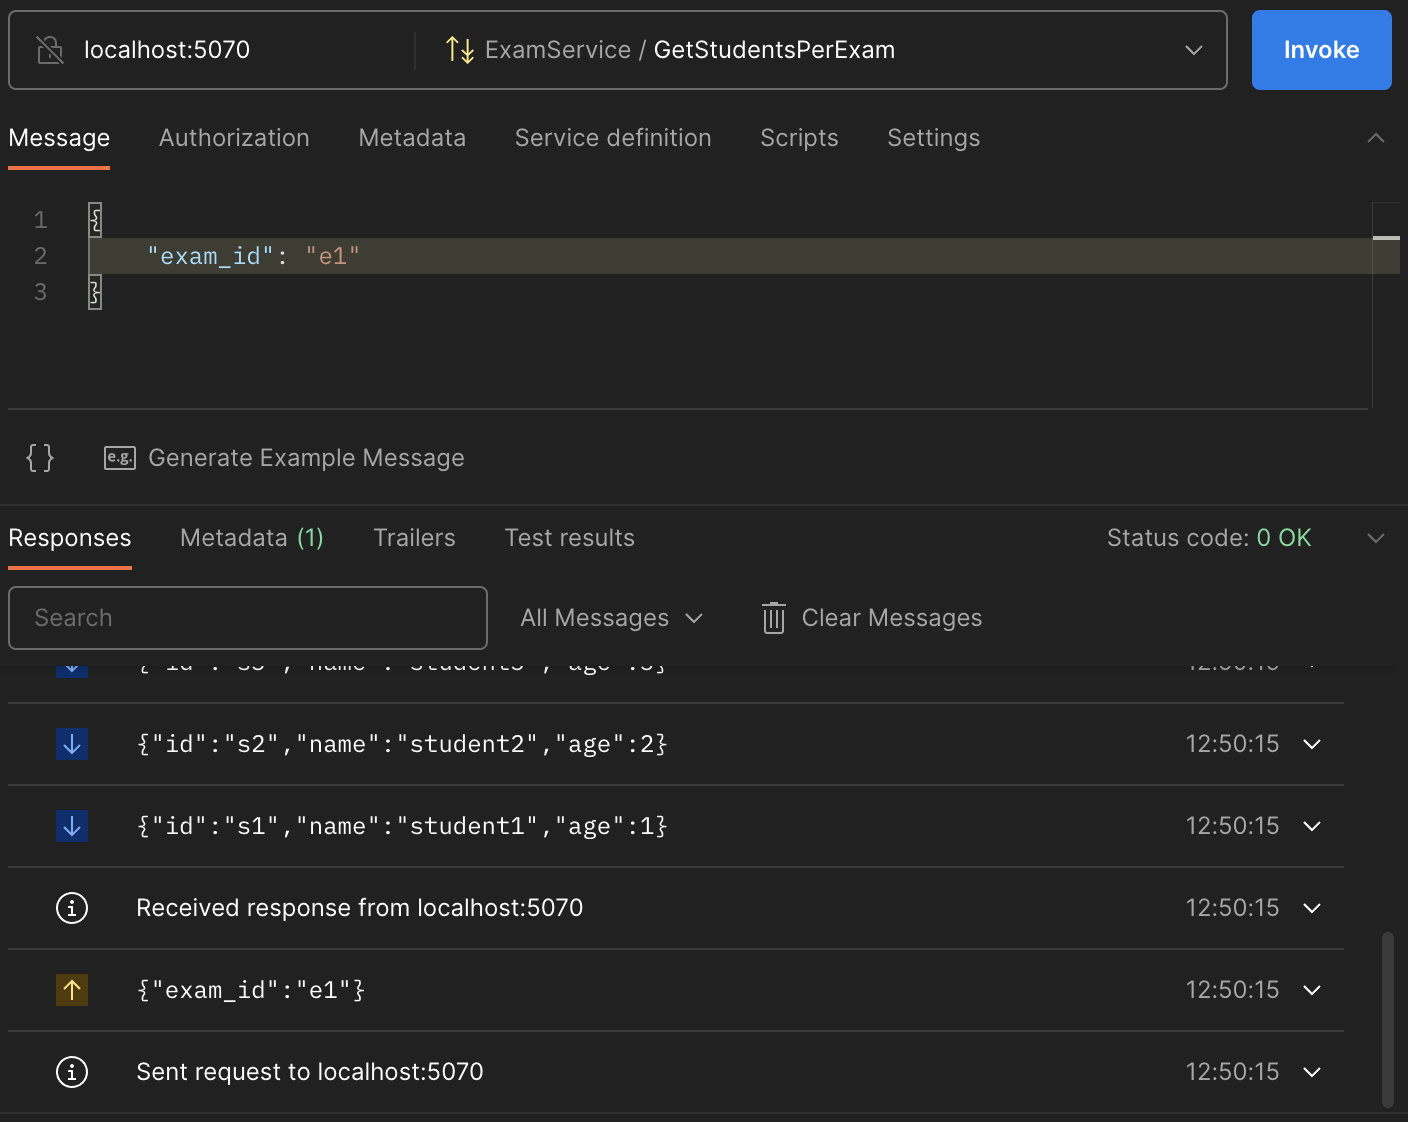 localhost:5070 ExamService / GetStudentsPerExam Invoke
Message Authorization Metadata Service definition Scripts Settings
1 {
2 "exam_id": "e1"
3 }
{} e.g. Generate Example Message
Responses Metadata (1) Trailers Test results Status code: 0 OK
Search All Messages Clear Messages
{"id":"s2","name":"student2","age":2} 12:50:15
{"id":"s1","name":"student1","age":1} 12:50:15
Received response from localhost:5070 12:50:15
{"exam_id":"e1"} 12:50:15
Sent request to localhost:5070 12:50:15